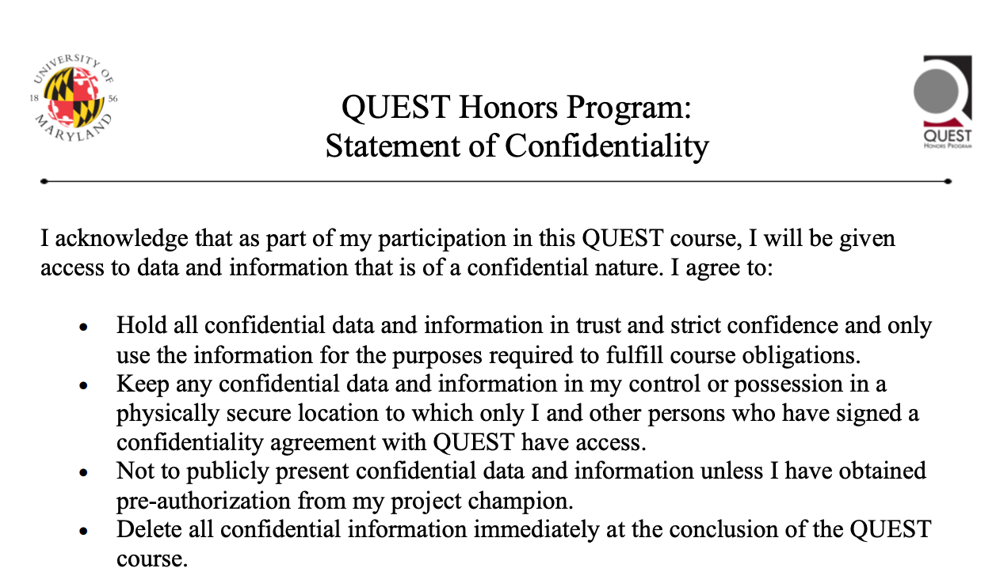 UNIVERSITY OF
18 56
MARYLAND
QUEST Honors Program:
Statement of Confidentiality
QUEST
HONORS PROGRAM
I acknowledge that as part of my participation in this QUEST course, I will be given
access to data and information that is of a confidential nature. I agree to:
• Hold all confidential data and information in trust and strict confidence and only
use the information for the purposes required to fulfill course obligations.
• Keep any confidential data and information in my control or possession in a
physically secure location to which only I and other persons who have signed a
confidentiality agreement with QUEST have access.
• Not to publicly present confidential data and information unless I have obtained
pre-authorization from my project champion.
• Delete all confidential information immediately at the conclusion of the QUEST
course.